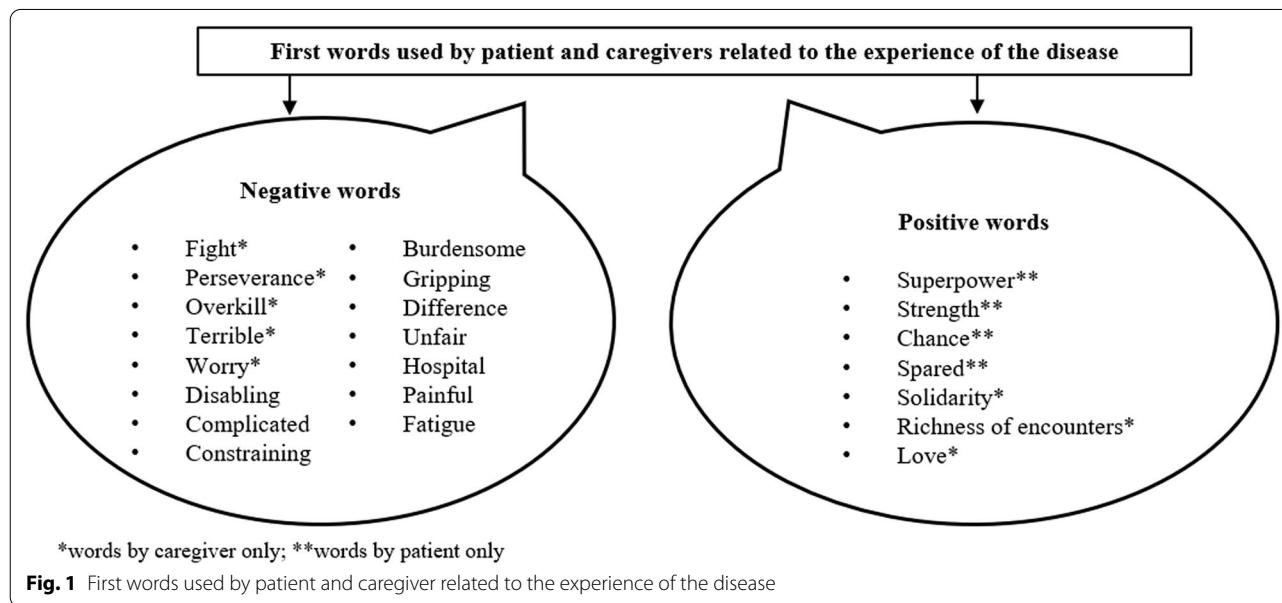 First words used by patient and caregivers related to the experience of the disease
Negative words
• Fight*
• Perseverance*
• Overkill*
• Terrible*
• Worry*
• Disabling
• Complicated
• Constraining
• Burdensome
• Gripping
• Difference
• Unfair
• Hospital
• Painful
• Fatigue
Positive words
• Superpower**
• Strength**
• Chance**
• Spared**
• Solidarity*
• Richness of encounters*
• Love*
*words by caregiver only; **words by patient only
Fig. 1 First words used by patient and caregiver related to the experience of the disease